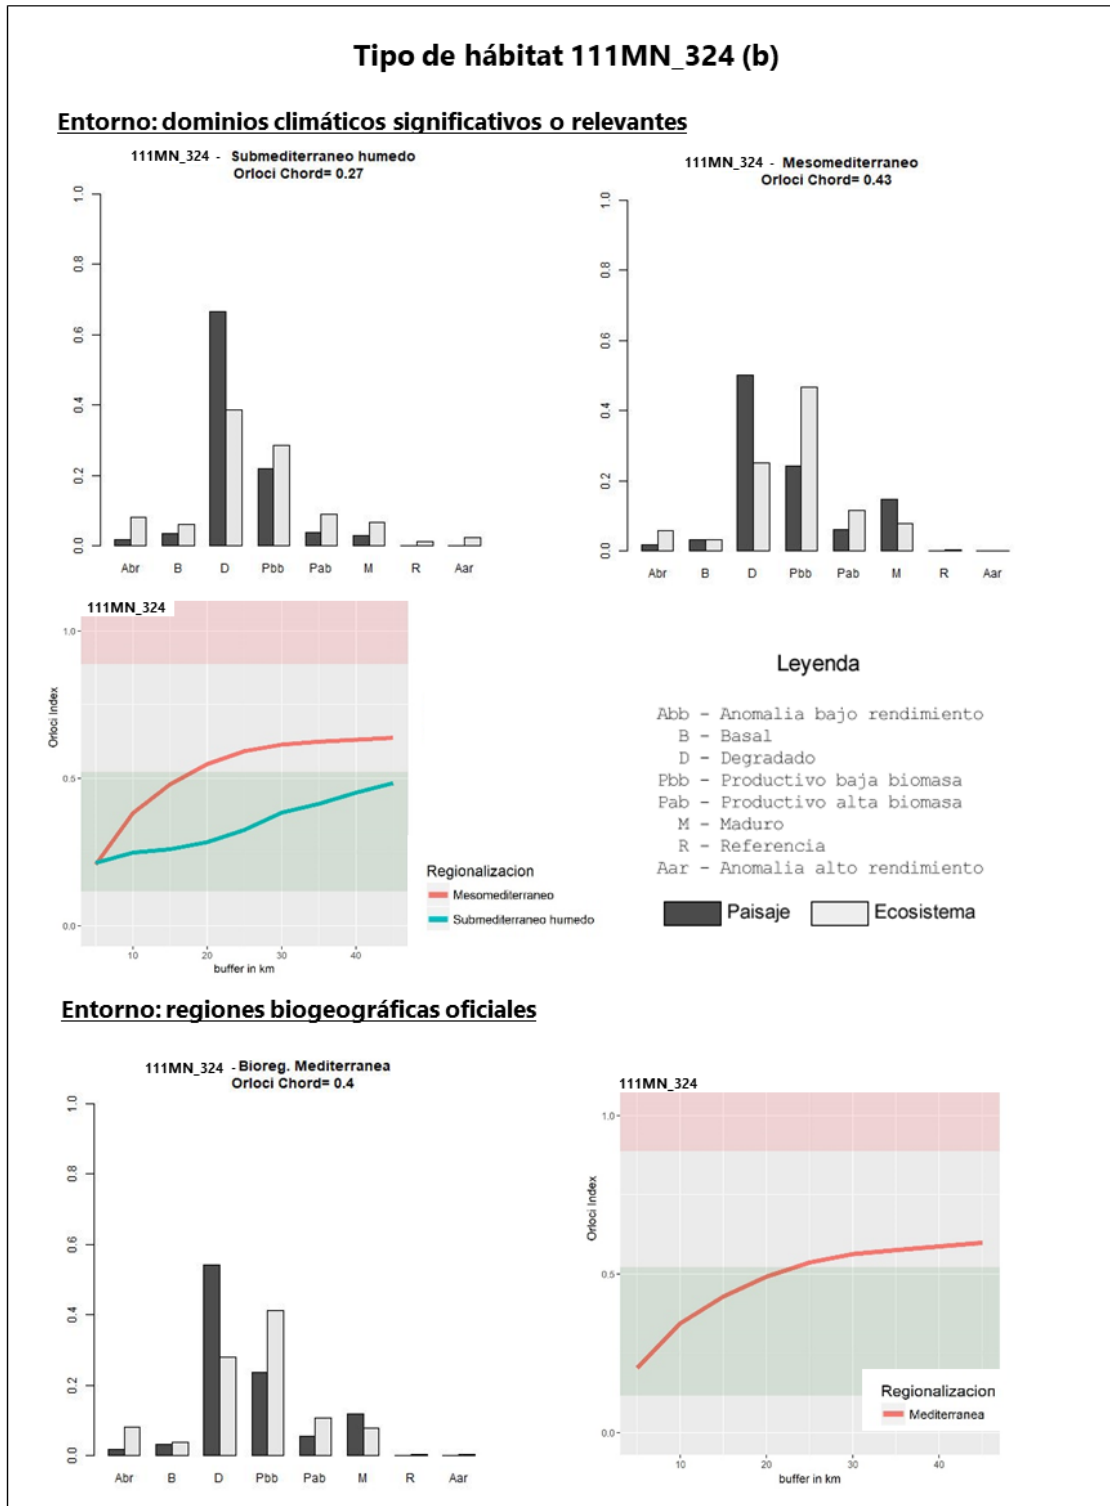 Tipo de hábitat 111MN_324 (b)
Entorno: dominios climáticos significativos o relevantes
111MN_324 - Submediterraneo humedo
Orloci Chord= 0.27
1.0
0.8
0.6
0.4
0.2
0.0
Abr B D Pbb Pab M R Aar
111MN_324 - Mesomediterraneo
Orloci Chord= 0.43
1.0
0.8
0.6
0.4
0.2
0.0
Abr B D Pbb Pab M R Aar
111MN_324
Orloci Index
1.0
0.5
0.0
10 20 30 40
buffer in km
Regionalizacion
Mesomediterraneo
Submediterraneo humedo
Leyenda
Abb - Anomalia bajo rendimiento
B - Basal
D - Degradado
Pbb - Productivo baja biomasa
Pab - Productivo alta biomasa
M - Maduro
R - Referencia
Aar - Anomalia alto rendimiento
Paisaje Ecosistema
Entorno: regiones biogeográficas oficiales
111MN_324 - Bioreg. Mediterranea
Orloci Chord= 0.4
1.0
0.8
0.6
0.4
0.2
0.0
Abr B D Pbb Pab M R Aar
111MN_324
Orloci Index
1.0
0.5
0.0
10 20 30 40
buffer in km
Regionalizacion
Mediterranea